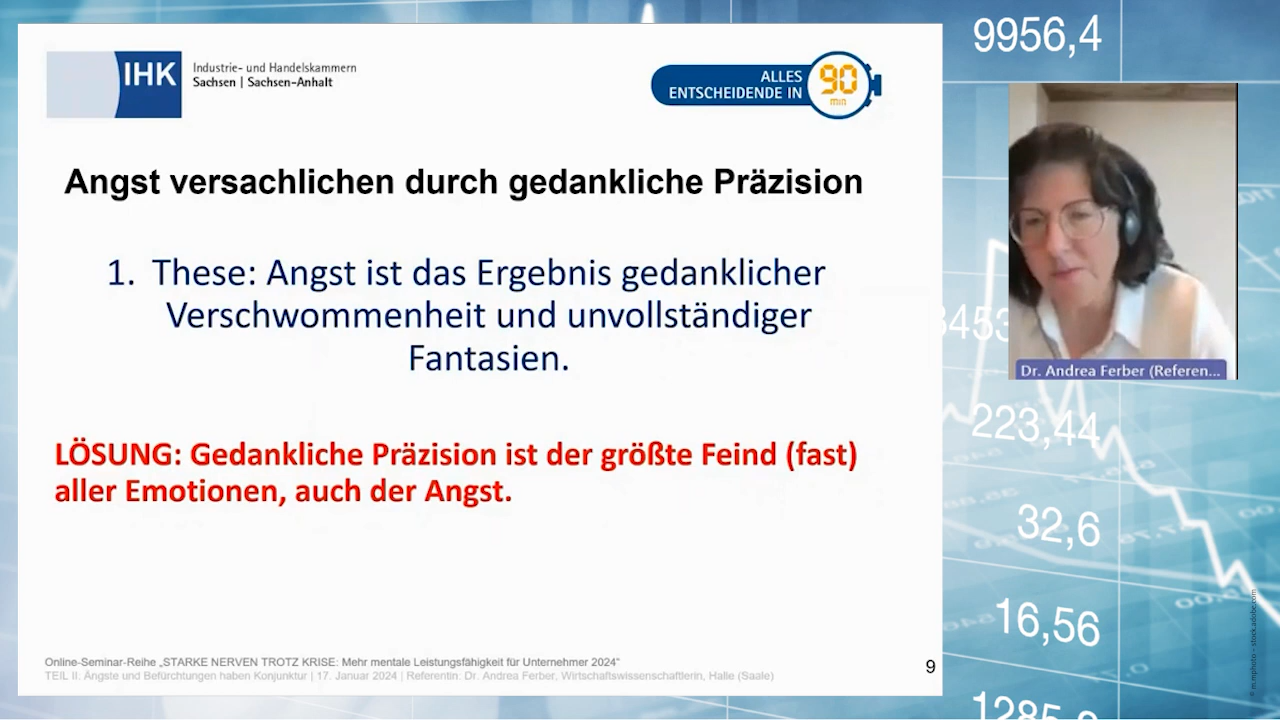 IHK
Industrie- und Handelskammern
Sachsen | Sachsen-Anhalt
ALLES
ENTSCHEIDENDE IN
90
min
Angst versachlichen durch gedankliche Präzision
1. These: Angst ist das Ergebnis gedanklicher
Verschwommenheit und unvollständiger
Fantasien.
LÖSUNG: Gedankliche Präzision ist der größte Feind (fast)
aller Emotionen, auch der Angst.
Online-Seminar-Reihe „STARKE NERVEN TROTZ KRISE: Mehr mentale Leistungsfähigkeit für Unternehmer 2024“
TEIL II: Ängste und Befürchtungen haben Konjunktur | 17. Januar 2024 | Referentin: Dr. Andrea Ferber, Wirtschaftswissenschaftlerin, Halle (Saale)
9
9956,4
Dr. Andrea Ferber (Referen...
223,44
32,6
16,56